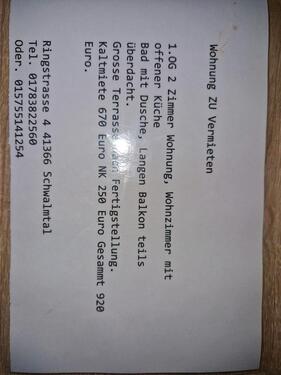 Wohnung ZU Vermieten
1.OG 2 Zimmer Wohnung, Wohnzimmer mit
offener Küche
Bad mit Dusche, Langen Balkon teils
überdacht.
Grosse Terrasse nach Fertigstellung.
Kaltmiete 670 Euro NK 250 Euro Gesammt 920
Euro.
Ringstrasse 4 41366 Schwalmtal
Tel. 01783822560
Oder. 015755141254